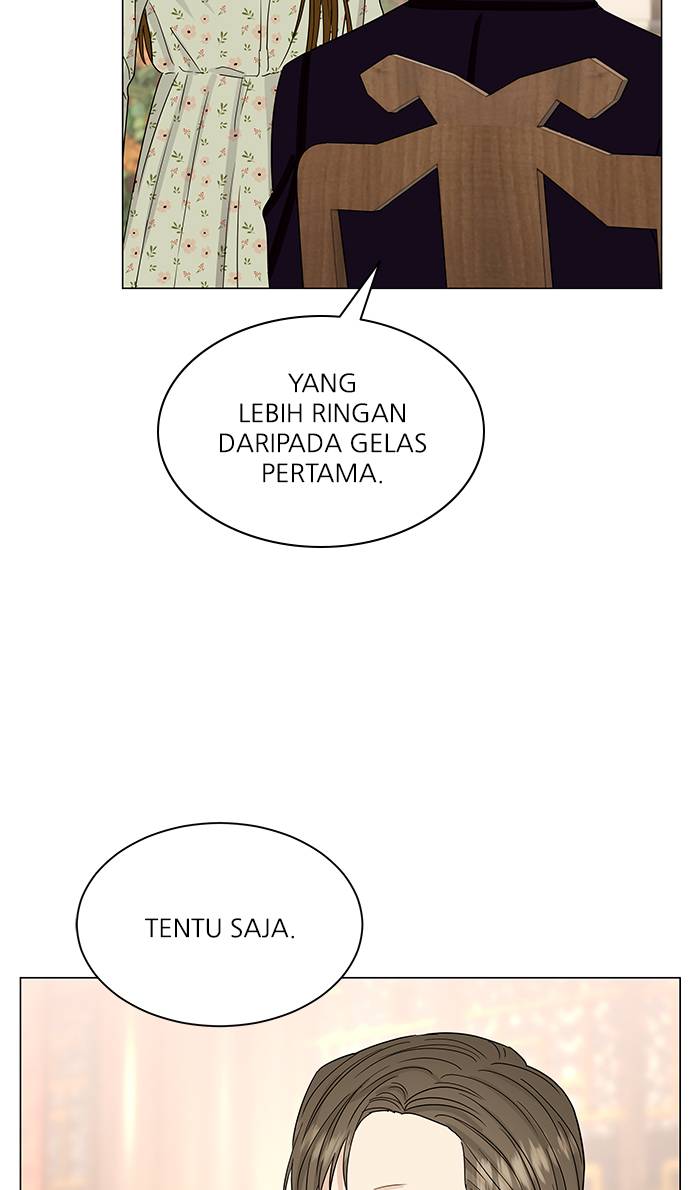 YANG
LEBIH RINGAN
DARIPADA GELAS
PERTAMA.
TENTU SAJA.